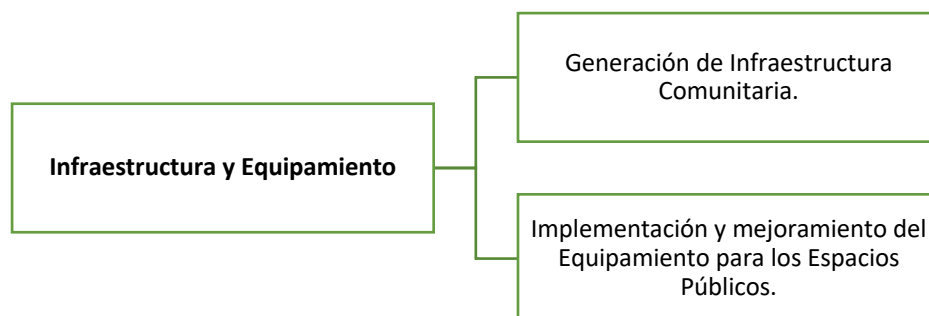 Infraestructura y Equipamiento
Generación de Infraestructura
Comunitaria.
Implementación y mejoramiento del
Equipamiento para los Espacios
Públicos.